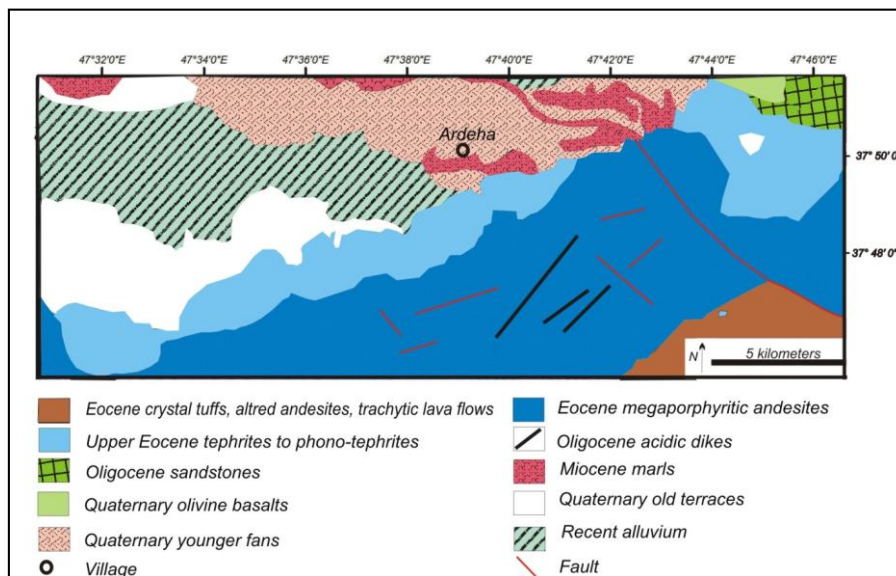 47°32'0"E 47°34'0"E 47°36'0"E 47°38'0"E 47°40'0"E 47°42'0"E 47°44'0"E 47°46'0"E
Ardeha
37° 50' 0"
37° 48' 0"
N 5 kilometers
Eocene crystal tuffs, altred andesites, trachytic lava flows
Eocene megaporphyritic andesites
Upper Eocene tephrites to phono-tephrites
Oligocene acidic dikes
Oligocene sandstones
Miocene marls
Quaternary olivine basalts
Quaternary old terraces
Quaternary younger fans
Recent alluvium
Village
Fault